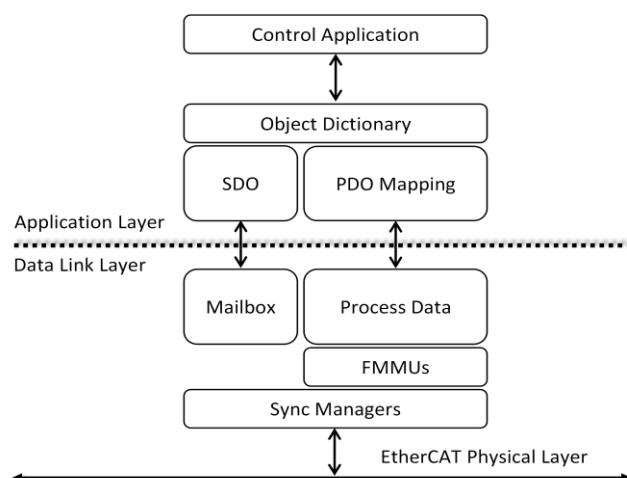 Control Application
Object Dictionary
SDO
PDO Mapping
Application Layer
Data Link Layer
Mailbox
Process Data
FMMUs
Sync Managers
EtherCAT Physical Layer